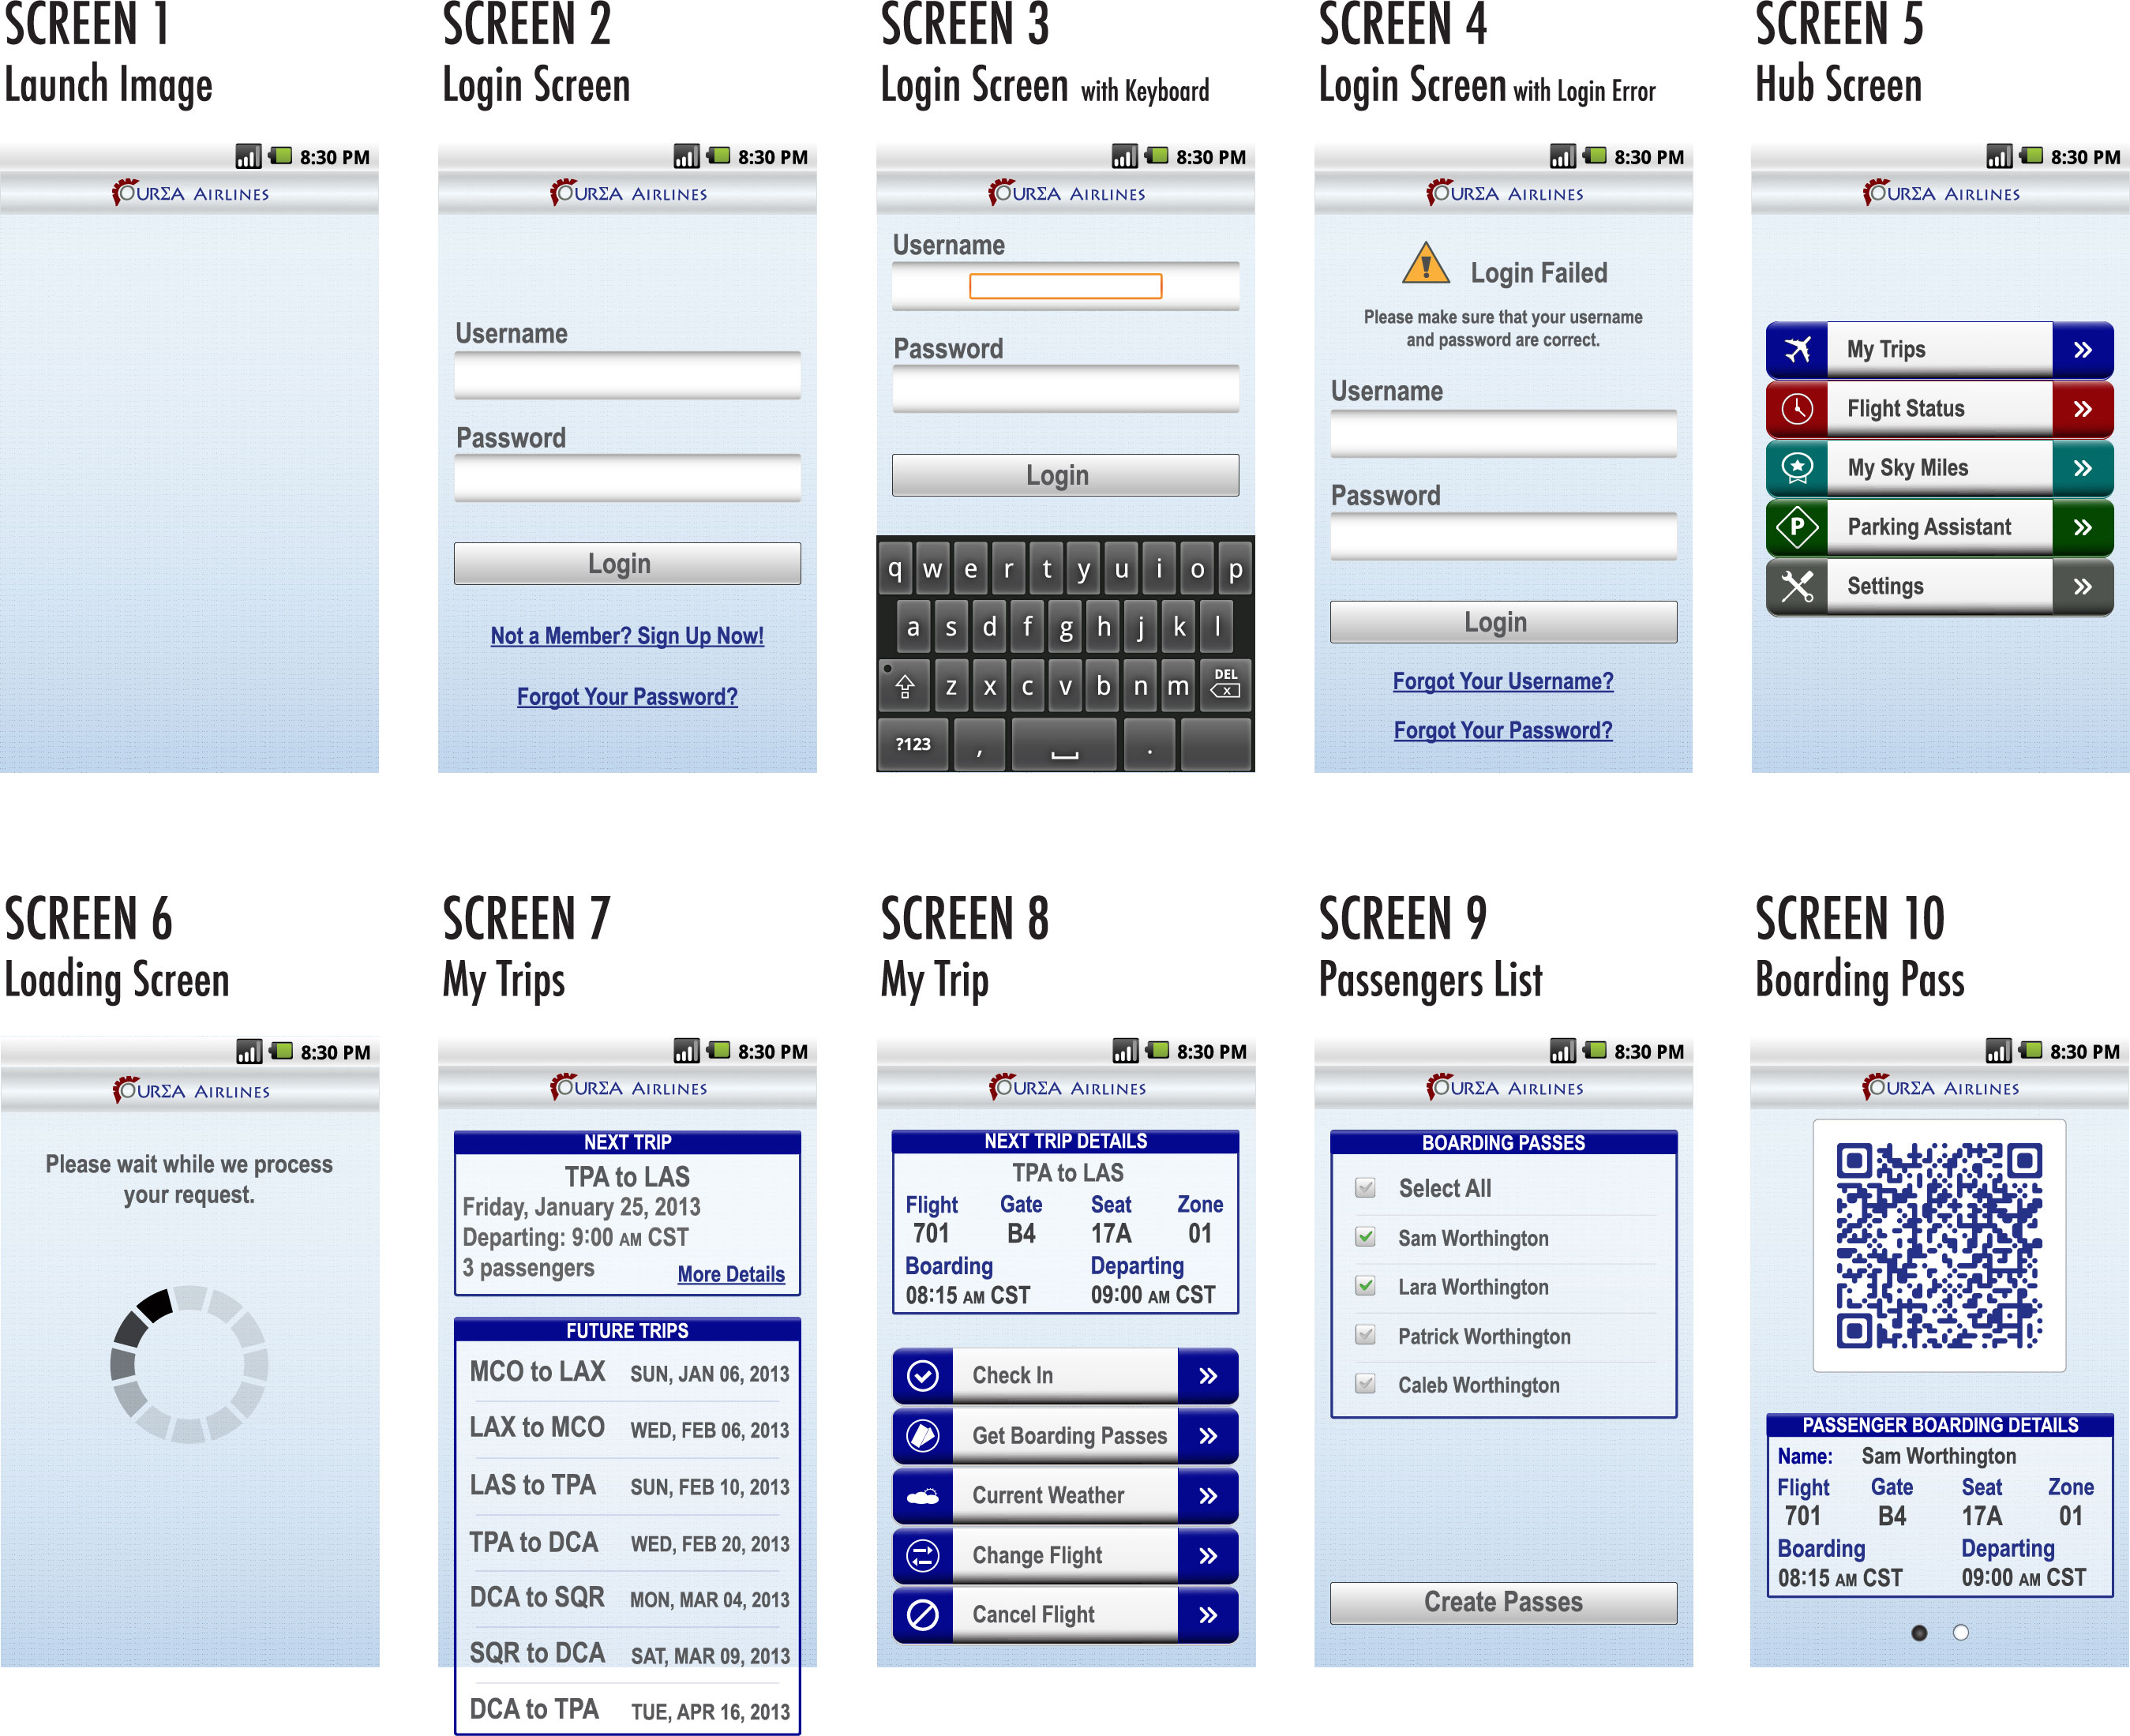 SCREEN 1
Launch Image
8:30 PM
OURΣA AIRLINES
SCREEN 2
Login Screen
8:30 PM
OURΣA AIRLINES
Username
Password
Login
Not a Member? Sign Up Now!
Forgot Your Password?
SCREEN 3
Login Screen with Keyboard
8:30 PM
OURΣA AIRLINES
Username
Password
Login
q w e r t y u i o p
a s d f g h j k l
z x c v b n m DEL
?123 , .
SCREEN 4
Login Screen with Login Error
8:30 PM
OURΣA AIRLINES
Login Failed
Please make sure that your username
and password are correct.
Username
Password
Login
Forgot Your Username?
Forgot Your Password?
SCREEN 5
Hub Screen
8:30 PM
OURΣA AIRLINES
My Trips
Flight Status
My Sky Miles
P Parking Assistant
Settings
SCREEN 6
Loading Screen
8:30 PM
OURΣA AIRLINES
Please wait while we process
your request.
SCREEN 7
My Trips
8:30 PM
OURΣA AIRLINES
NEXT TRIP
TPA to LAS
Friday, January 25, 2013
Departing: 9:00 AM CST
3 passengers More Details
FUTURE TRIPS
MCO to LAX SUN, JAN 06, 2013
LAX to MCO WED, FEB 06, 2013
LAS to TPA SUN, FEB 10, 2013
TPA to DCA WED, FEB 20, 2013
DCA to SQR MON, MAR 04, 2013
SQR to DCA SAT, MAR 09, 2013
DCA to TPA TUE, APR 16, 2013
SCREEN 8
My Trip
8:30 PM
OURΣA AIRLINES
NEXT TRIP DETAILS
TPA to LAS
Flight Gate Seat Zone
701 B4 17A 01
Boarding Departing
08:15 AM CST 09:00 AM CST
Check In
Get Boarding Passes
Current Weather
Change Flight
Cancel Flight
SCREEN 9
Passengers List
8:30 PM
OURΣA AIRLINES
BOARDING PASSES
Select All
Sam Worthington
Lara Worthington
Patrick Worthington
Caleb Worthington
Create Passes
SCREEN 10
Boarding Pass
8:30 PM
OURΣA AIRLINES
PASSENGER BOARDING DETAILS
Name: Sam Worthington
Flight Gate Seat Zone
701 B4 17A 01
Boarding Departing
08:15 AM CST 09:00 AM CST